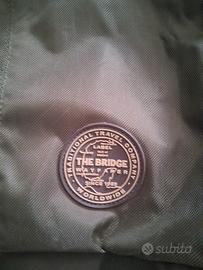 TRADITIONAL TRAVEL COMPANY
LABEL
THE BRIDGE
WAYFARER
SINCE 1969
WORLDWIDE
subito